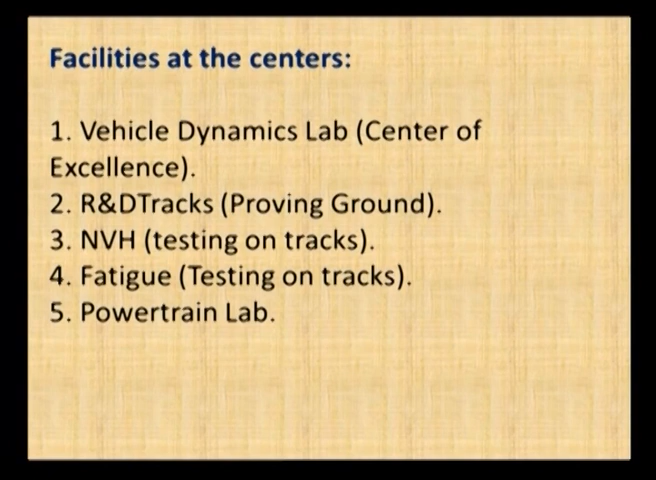 Facilities at the centers:
1. Vehicle Dynamics Lab (Center of
Excellence).
2. R&DTracks (Proving Ground).
3. NVH (testing on tracks).
4. Fatigue (Testing on tracks).
5. Powertrain Lab.